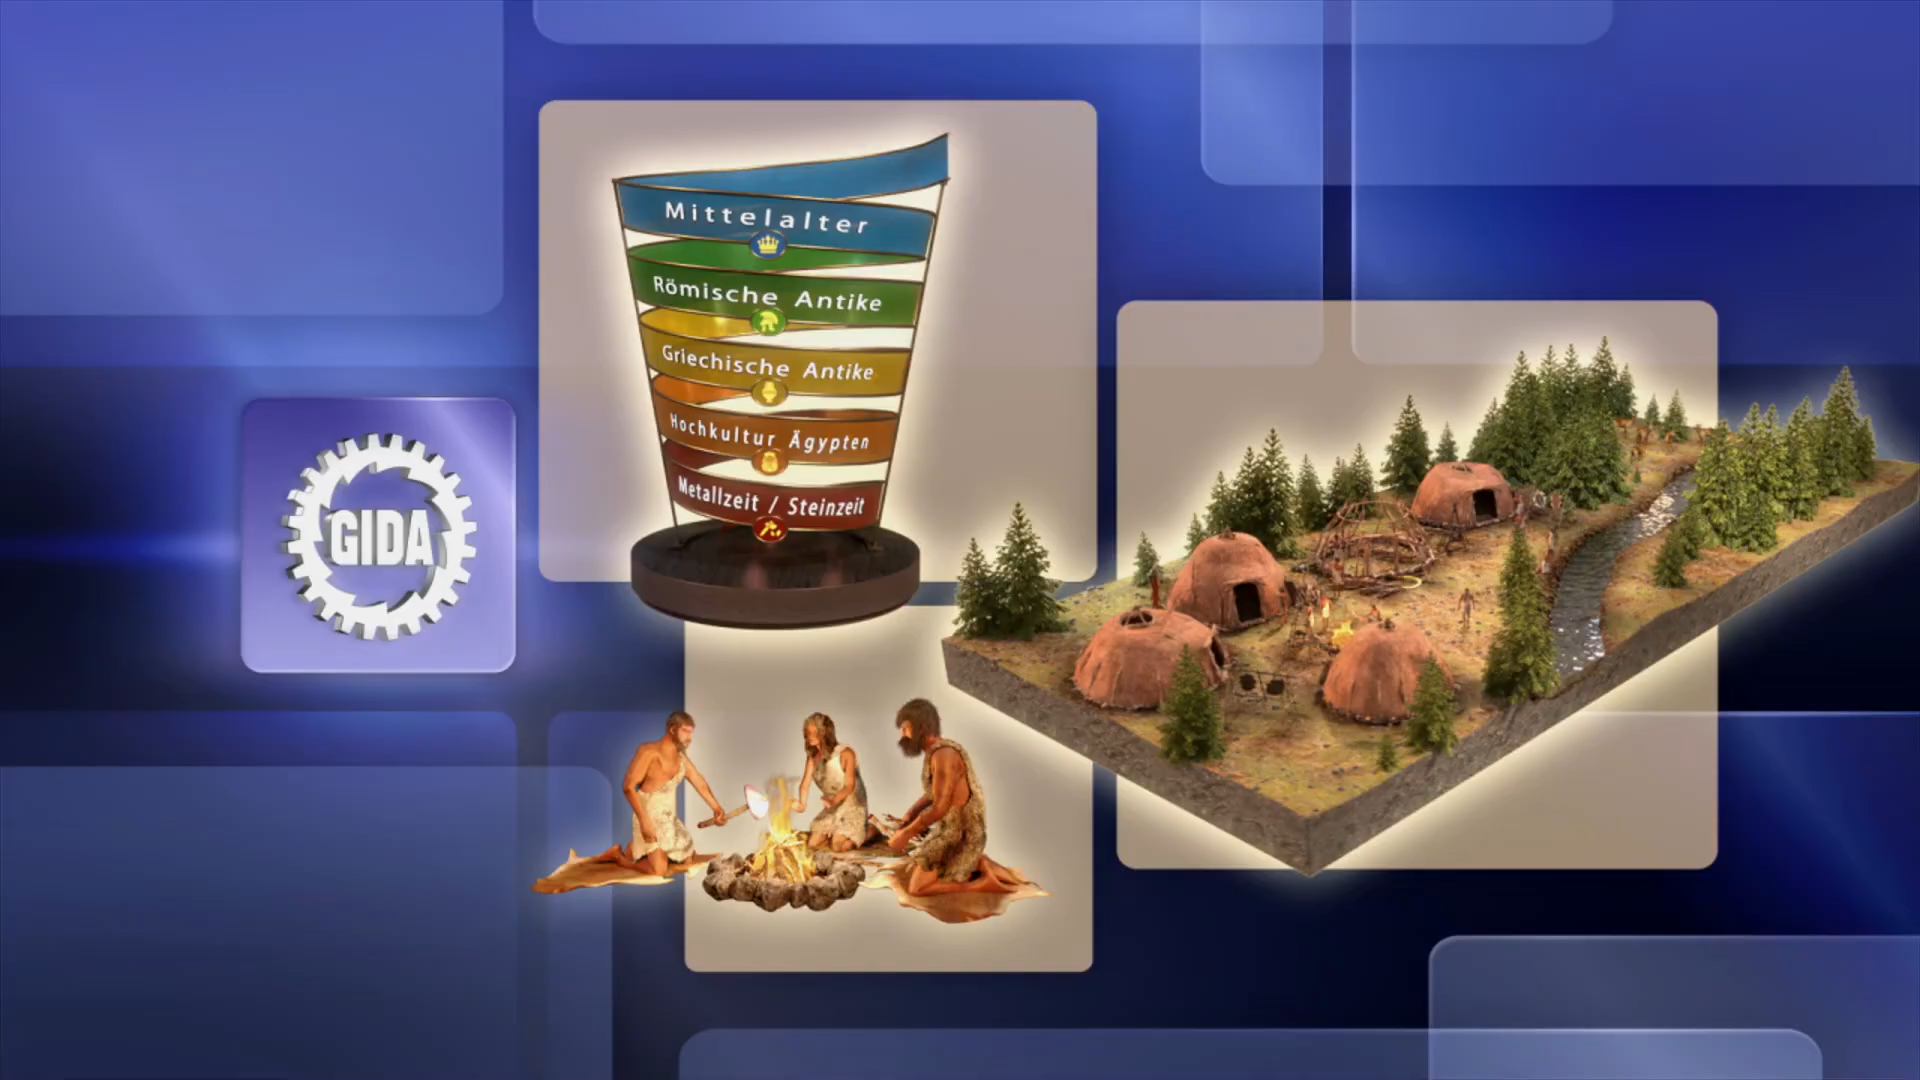 GIDA
Mittelalter
Römische Antike
Griechische Antike
Hochkultur Ägypten
Metallzeit / Steinzeit